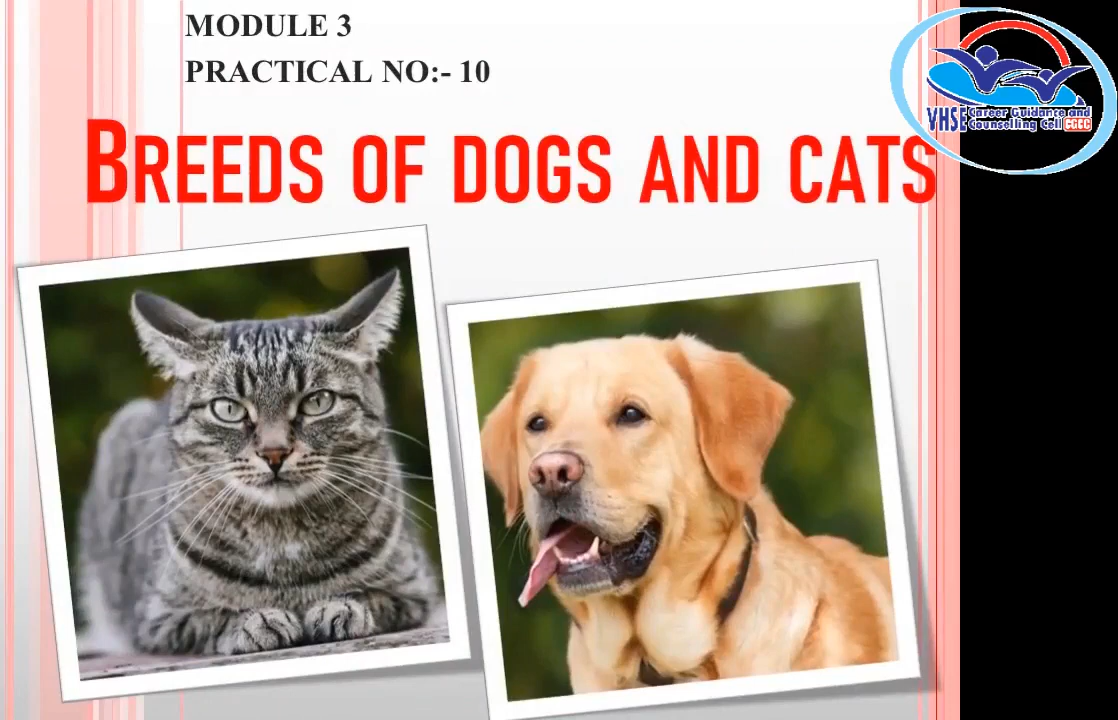 MODULE 3
PRACTICAL NO:- 10
BREEDS OF DOGS AND CATS
VHSE Career Guidance and
Counselling Cell CGCC